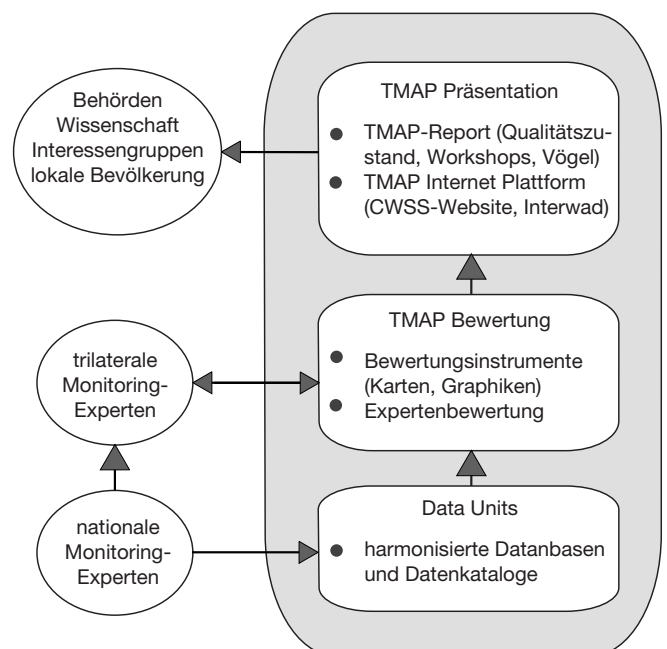 Behörden
Wissenschaft
Interessengruppen
lokale Bevölkerung
TMAP Präsentation
● TMAP-Report (Qualitätszu-
stand, Workshops, Vögel)
● TMAP Internet Plattform
(CWSS-Website, Interwad)
trilaterale
Monitoring-
Experten
TMAP Bewertung
● Bewertungsinstrumente
(Karten, Graphiken)
● Expertenbewertung
nationale
Monitoring-
Experten
Data Units
● harmonisierte Datanbasen
und Datenkataloge